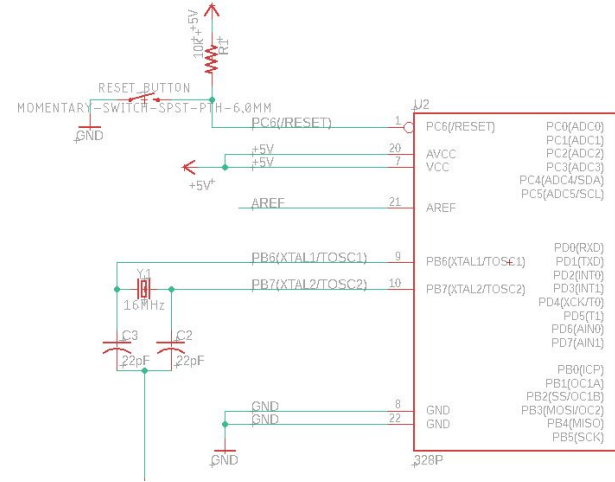 +5V
10k
R1
RESET_BUTTON
MOMENTARY-SWITCH-SPST-PTH-6.0MM
GND
U2
PC6(/RESET)
1
PC6(/RESET)
PC0(ADC0)
PC1(ADC1)
+5V
20
AVCC
PC2(ADC2)
+5V
7
VCC
PC3(ADC3)
PC4(ADC4/SDA)
PC5(ADC5/SCL)
+5V
AREF
21
AREF
PD0(RXD)
PB6(XTAL1/TOSC1)
9
PB6(XTAL1/TOSC1)
PD1(TXD)
PD2(INT0)
Y1
PB7(XTAL2/TOSC2)
10
PB7(XTAL2/TOSC2)
PD3(INT1)
16MHz
PD4(XCK/T0)
PD5(T1)
PD6(AIN0)
PD7(AIN1)
C3
C2
22pF
22pF
PB0(ICP)
PB1(OC1A)
PB2(SS/OC1B)
GND
8
GND
PB3(MOSI/OC2)
GND
22
GND
PB4(MISO)
PB5(SCK)
GND
328P